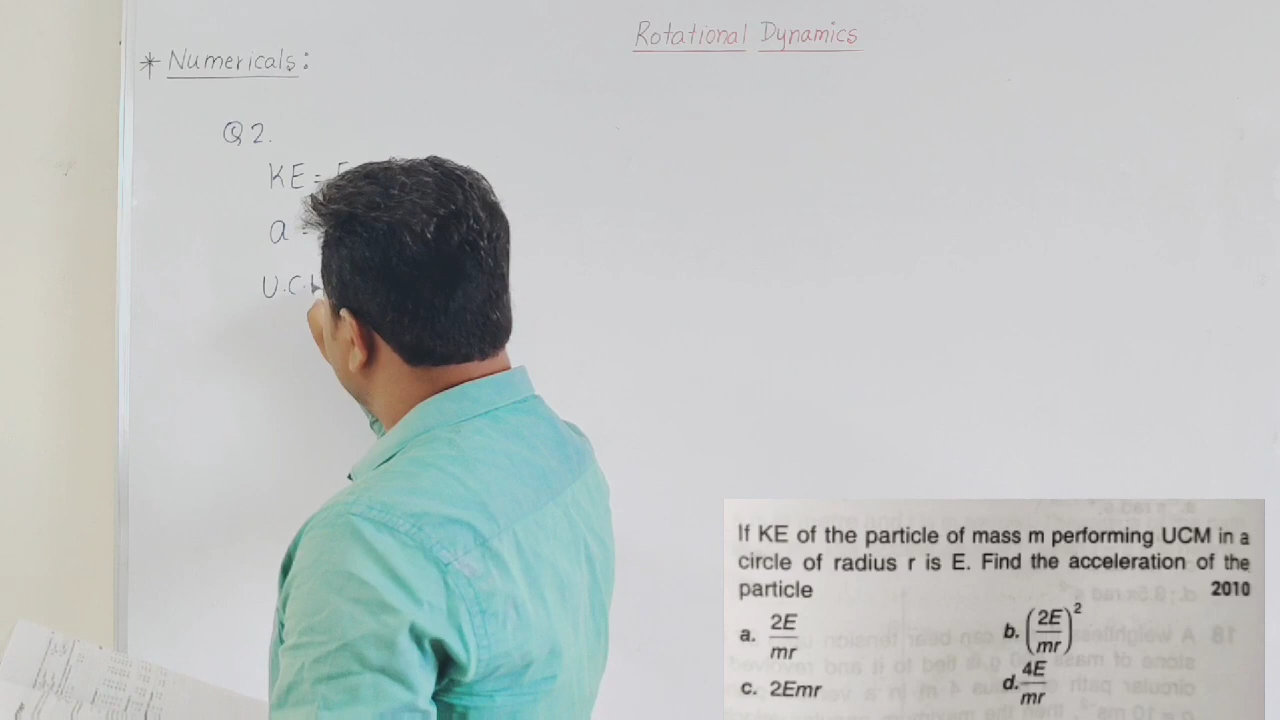 Rotational Dynamics
* Numericals:
Q2.
KE =
a =
U.C.
If KE of the particle of mass m performing UCM in a
circle of radius r is E. Find the acceleration of the
particle 2010
a. 2E/mr b. (2E/mr)²
c. 2Emr d. 4E/mr